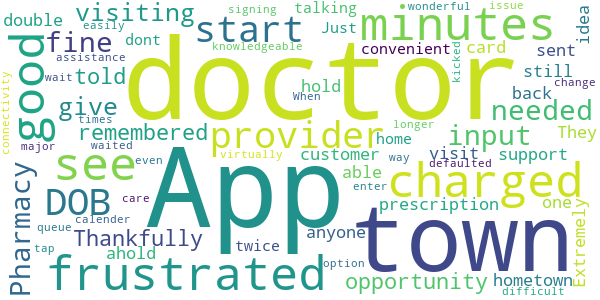 double easily signing talking wonderful issue
visiting start minutes Just idea
dont convenient card sent
good fine assistance knowledgeable kicked
connectivity wait told doctor hold still back change
times When
give needed
major waited remembered provider longer input They
even virtually customer home way visit support
see care able defaulted
Pharmacy DOB App charged
enter prescription one Extremely
Thankfully anyone town
calender twice
queue ahold option opportunity hometown
tap frustrated difficult